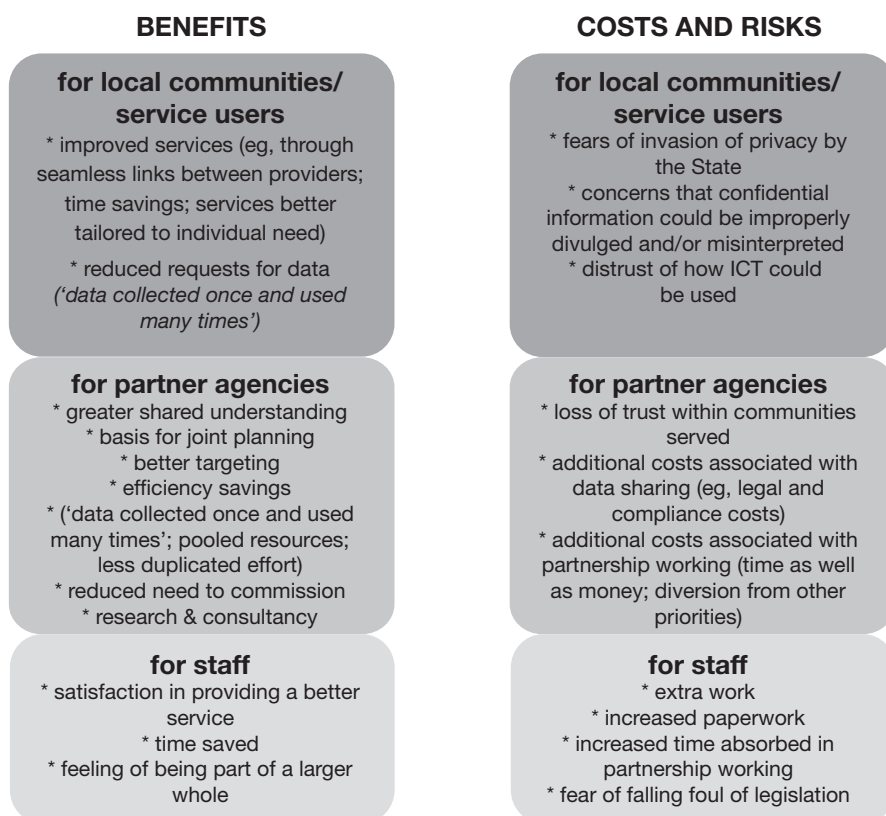 BENEFITS
for local communities/
service users
* improved services (eg, through
seamless links between providers;
time savings; services better
tailored to individual need)
* reduced requests for data
(‘data collected once and used
many times’)
for partner agencies
* greater shared understanding
* basis for joint planning
* better targeting
* efficiency savings
* (‘data collected once and used
many times’; pooled resources;
less duplicated effort)
* reduced need to commission
* research & consultancy
for staff
* satisfaction in providing a better
service
* time saved
* feeling of being part of a larger
whole
COSTS AND RISKS
for local communities/
service users
* fears of invasion of privacy by
the State
* concerns that confidential
information could be improperly
divulged and/or misinterpreted
* distrust of how ICT could
be used
for partner agencies
* loss of trust within communities
served
* additional costs associated with
data sharing (eg, legal and
compliance costs)
* additional costs associated with
partnership working (time as well
as money; diversion from other
priorities)
for staff
* extra work
* increased paperwork
* increased time absorbed in
partnership working
* fear of falling foul of legislation